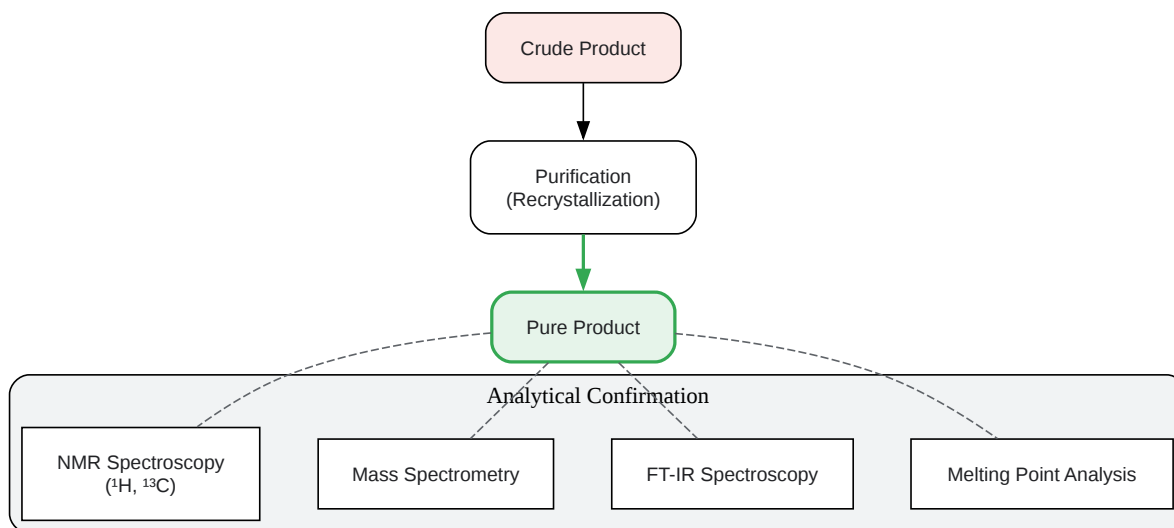 Crude Product
Purification
(Recrystallization)
Pure Product
Analytical Confirmation
NMR Spectroscopy
(¹H, ¹³C)
Mass Spectrometry
FT-IR Spectroscopy
Melting Point Analysis